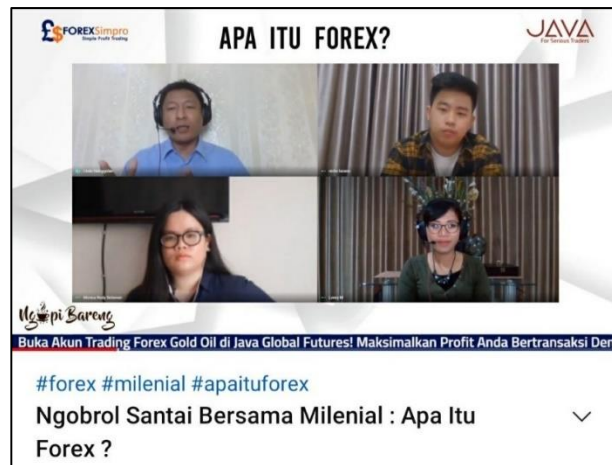 FOREXSimpro
Simple Profit Trading
APA ITU FOREX?
JAVA
For Serious Traders
Ngopi Bareng
Buka Akun Trading Forex Gold Oil di Java Global Futures! Maksimalkan Profit Anda Bertransaksi Den
#forex #milenial #apaituforex
Ngobrol Santai Bersama Milenial : Apa Itu
Forex ?